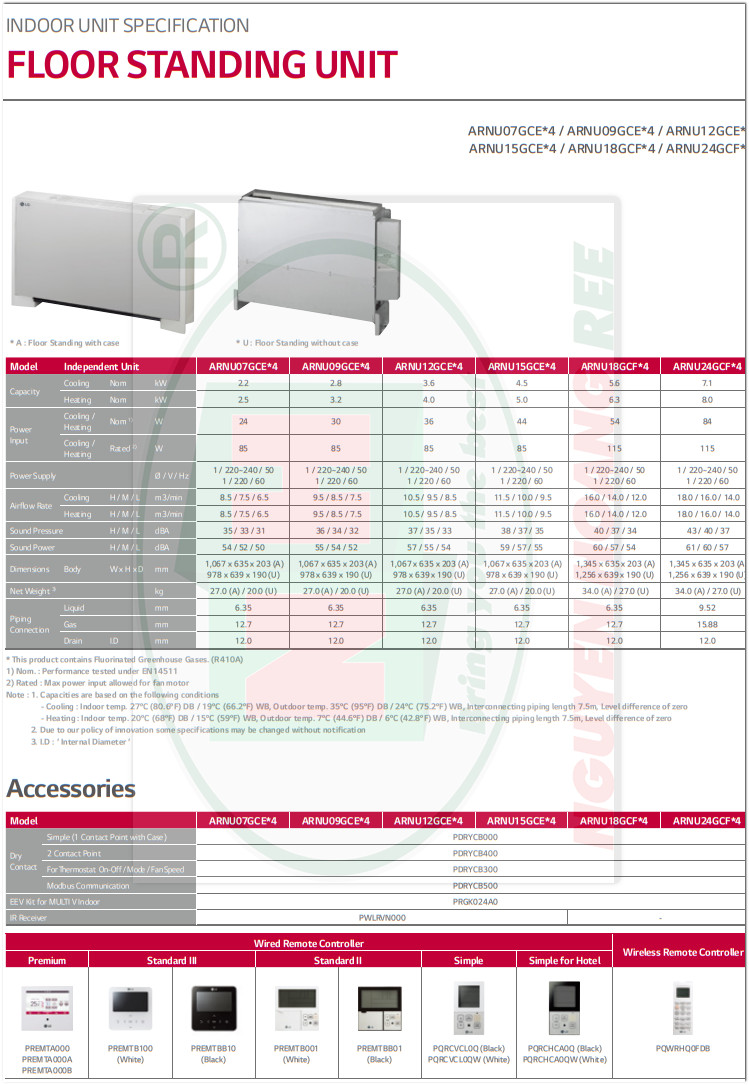 INDOOR UNIT SPECIFICATION
FLOOR STANDING UNIT
ARNU07GCE*4 / ARNU09GCE*4 / ARNU12GCE*
ARNU15GCE*4 / ARNU18GCF*4 / ARNU24GCF*
LG
®
NGUYEN HOANG REE
Bring you the best
* A : Floor Standing with case * U : Floor Standing without case
Model Independent Unit ARNU07GCE*4 ARNU09GCE*4 ARNU12GCE*4 ARNU15GCE*4 ARNU18GCF*4 ARNU24GCF*4
Capacity Cooling Nom kW 2.2 2.8 3.6 4.5 5.6 7.1
Heating Nom kW 2.5 3.2 4.0 5.0 6.3 8.0
Power Input Cooling / Heating Nom 1) W 24 30 36 44 54 84
Cooling / Heating Rated 2) W 85 85 85 85 115 115
Power Supply Ø / V / Hz 1 / 220~240 / 50 1 / 220~240 / 50 1 / 220~240 / 50 1 / 220~240 / 50 1 / 220~240 / 50 1 / 220~240 / 50
1 / 220 / 60 1 / 220 / 60 1 / 220 / 60 1 / 220 / 60 1 / 220 / 60 1 / 220 / 60
Airflow Rate Cooling H / M / L m3/min 8.5 / 7.5 / 6.5 9.5 / 8.5 / 7.5 10.5 / 9.5 / 8.5 11.5 / 10.0 / 9.5 16.0 / 14.0 / 12.0 18.0 / 16.0 / 14.0
Heating H / M / L m3/min 8.5 / 7.5 / 6.5 9.5 / 8.5 / 7.5 10.5 / 9.5 / 8.5 11.5 / 10.0 / 9.5 16.0 / 14.0 / 12.0 18.0 / 16.0 / 14.0
Sound Pressure H / M / L dBA 35 / 33 / 31 36 / 34 / 32 37 / 35 / 33 38 / 37 / 35 40 / 37 / 34 43 / 40 / 37
Sound Power H / M / L dBA 54 / 52 / 50 55 / 54 / 52 57 / 55 / 54 59 / 57 / 55 60 / 57 / 54 61 / 60 / 57
Dimensions Body W x H x D mm 1,067 x 635 x 203 (A) 1,067 x 635 x 203 (A) 1,067 x 635 x 203 (A) 1,067 x 635 x 203 (A) 1,345 x 635 x 203 (A) 1,345 x 635 x 203 (A
978 x 639 x 190 (U) 978 x 639 x 190 (U) 978 x 639 x 190 (U) 978 x 639 x 190 (U) 1,256 x 639 x 190 (U) 1,256 x 639 x 190 (U
Net Weight 3) kg 27.0 (A) / 20.0 (U) 27.0 (A) / 20.0 (U) 27.0 (A) / 20.0 (U) 27.0 (A) / 20.0 (U) 34.0 (A) / 27.0 (U) 34.0 (A) / 27.0 (U)
Piping Connection Liquid mm 6.35 6.35 6.35 6.35 6.35 9.52
Gas mm 12.7 12.7 12.7 12.7 12.7 15.88
Drain I.D mm 12.0 12.0 12.0 12.0 12.0 12.0
* This product contains Fluorinated Greenhouse Gases. (R410A)
1) Nom. : Performance tested under EN14511
2) Rated : Max power input allowed for fan motor
Note : 1. Capacities are based on the following conditions
- Cooling : Indoor temp. 27ºC (80.6ºF) DB / 19ºC (66.2ºF) WB, Outdoor temp. 35ºC (95ºF) DB / 24ºC (75.2ºF) WB, Interconnecting piping length 7.5m, Level difference of zero
- Heating : Indoor temp. 20ºC (68ºF) DB / 15ºC (59ºF) WB, Outdoor temp. 7ºC (44.6ºF) DB / 6ºC (42.8ºF) WB, Interconnecting piping length 7.5m, Level difference of zero
2. Due to our policy of innovation some specifications may be changed without notification
3. I.D : ' Internal Diameter '
Accessories
Model ARNU07GCE*4 ARNU09GCE*4 ARNU12GCE*4 ARNU15GCE*4 ARNU18GCF*4 ARNU24GCF*4
Dry Contact Simple (1 Contact Point with Case) PDRYCB000
2 Contact Point PDRYCB400
For Thermostat On-Off / Mode / Fan Speed PDRYCB300
Modbus Communication PDRYCB500
EEV Kit for MULTI V Indoor PRGK024A0
IR Receiver PWLRVN000 -
Wired Remote Controller Wireless Remote Controller
Premium Standard III Standard II Simple Simple for Hotel
PREMTA000 PREMTB100 PREMTBB10 PREMTB001 PREMTBB01 PQRCVCL0Q (Black) PQRCHCA0Q (Black) PQWRHQ0FDB
PREMTA000A (White) (Black) (White) (Black) PQRCVCL0QW (White) PQRCHCA0QW (White)
PREMTA000B